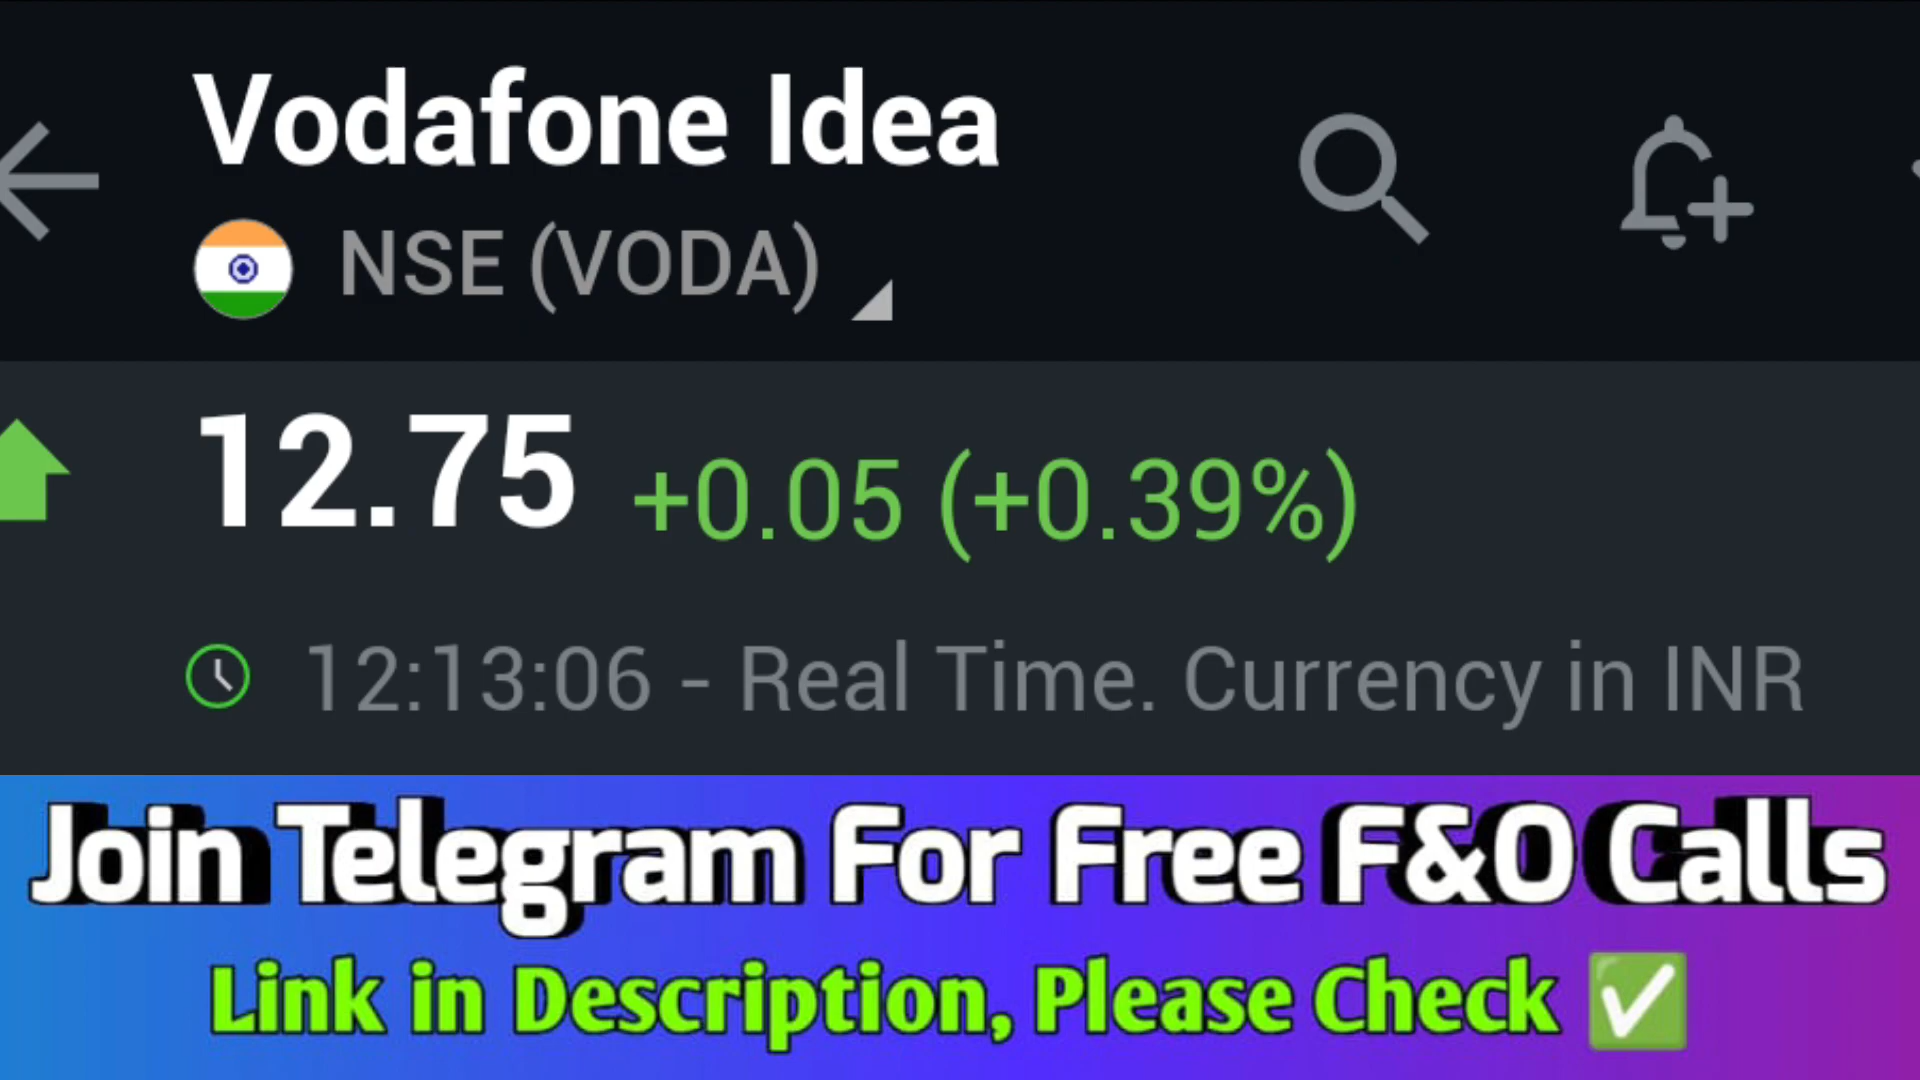 Vodafone Idea
NSE (VODA)
12.75 +0.05 (+0.39%)
12:13:06 - Real Time. Currency in INR
Join Telegram For Free F&O Calls
Link in Description, Please Check ✅